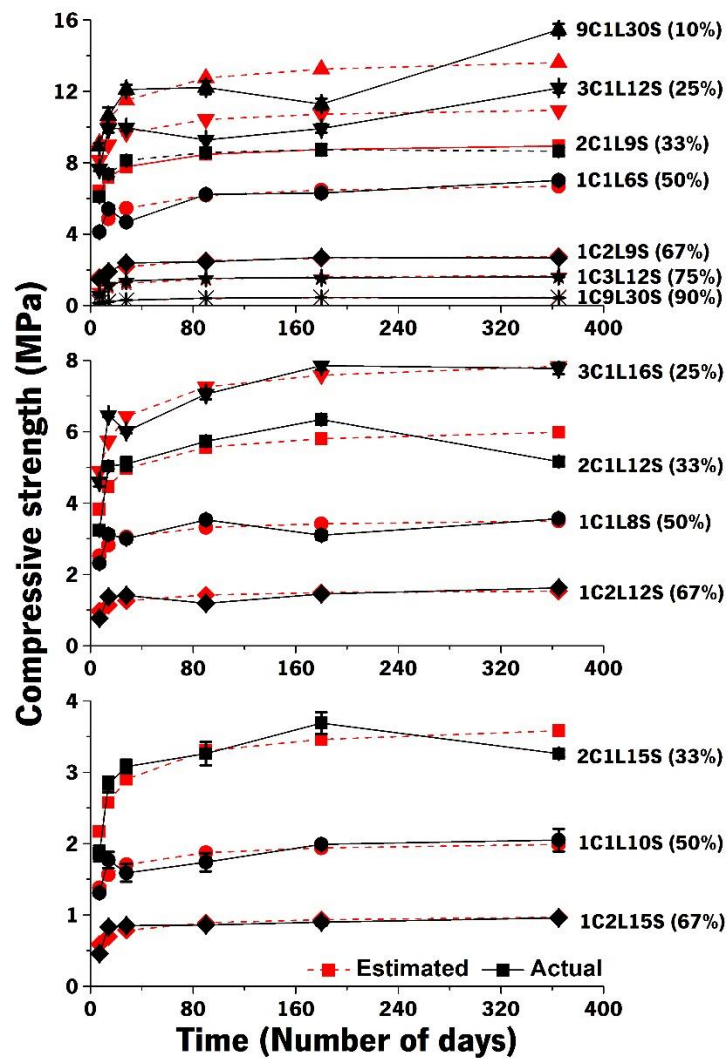 Compressive strength (MPa)
16
12
8
4
0
0 80 160 240 320 400
9C1L30S (10%)
3C1L12S (25%)
2C1L9S (33%)
1C1L6S (50%)
1C2L9S (67%)
1C3L12S (75%)
1C9L30S (90%)
8
6
4
2
0
0 80 160 240 320 400
3C1L16S (25%)
2C1L12S (33%)
1C1L8S (50%)
1C2L12S (67%)
4
3
2
1
0
0 80 160 240 320 400
2C1L15S (33%)
1C1L10S (50%)
1C2L15S (67%)
Estimated Actual
Time (Number of days)